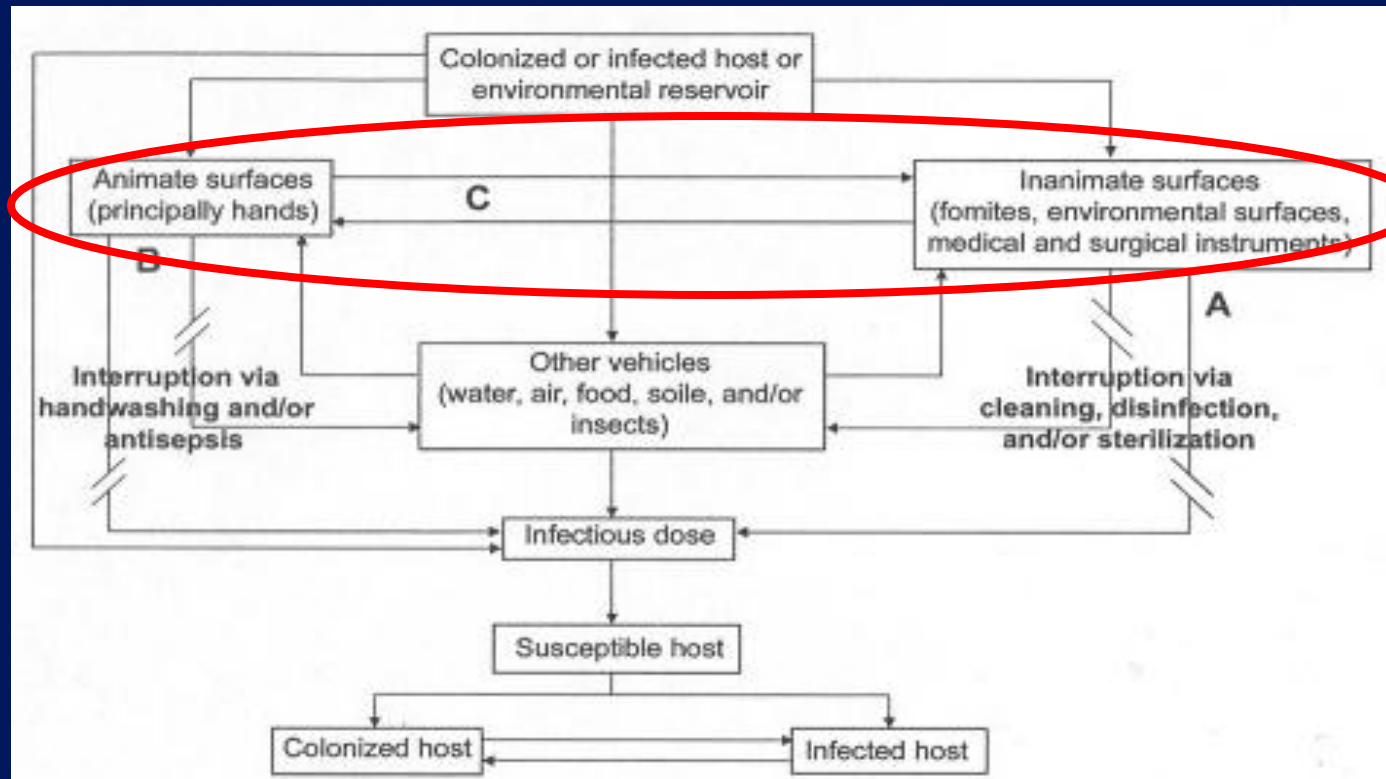 Colonized or infected host or
environmental reservoir
Animate surfaces
(principally hands)
C
Inanimate surfaces
(fomites, environmental surfaces,
medical and surgical instruments)
B
A
Other vehicles
(water, air, food, soile, and/or
insects)
Interruption via
handwashing and/or
antisepsis
Interruption via
cleaning, disinfection,
and/or sterilization
Infectious dose
Susceptible host
Colonized host
Infected host